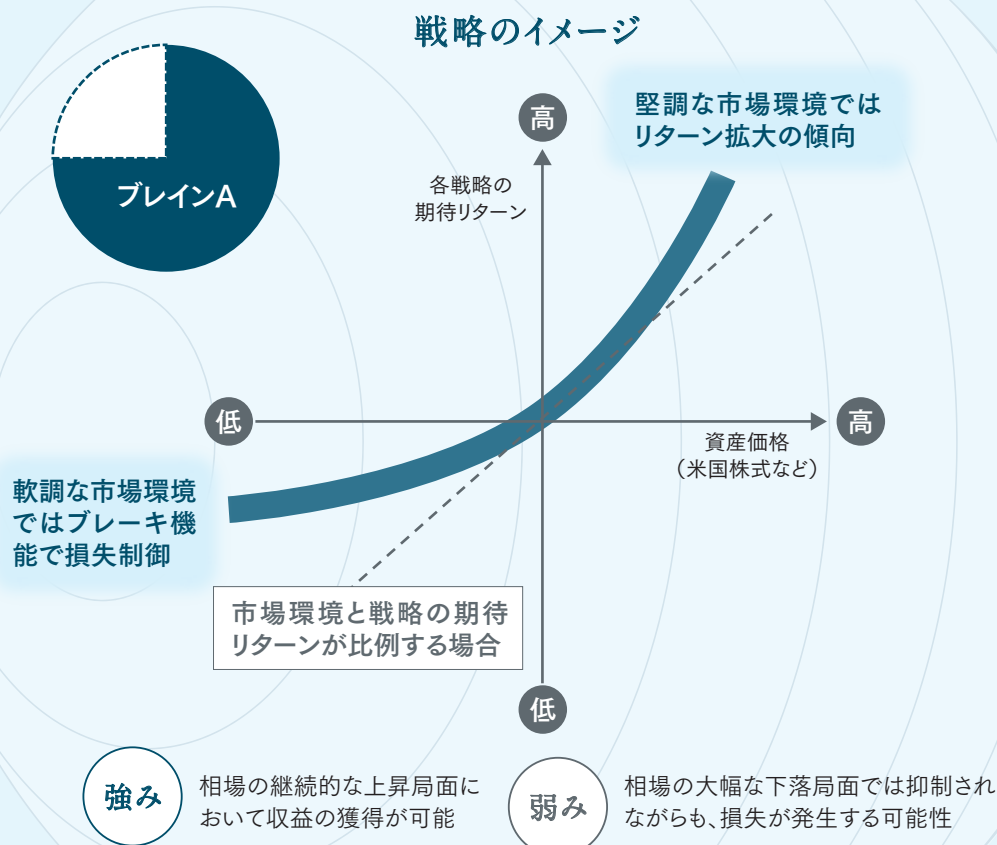 戦略のイメージ
ブレインA
高
堅調な市場環境では
リターン拡大の傾向
各戦略の
期待リターン
低
高
資産価格
（米国株式など）
軟調な市場環境
ではブレーキ機
能で損失制御
市場環境と戦略の期待
リターンが比例する場合
低
強み
相場の継続的な上昇局面に
おいて収益の獲得が可能
弱み
相場の大幅な下落局面では抑制され
ながらも、損失が発生する可能性